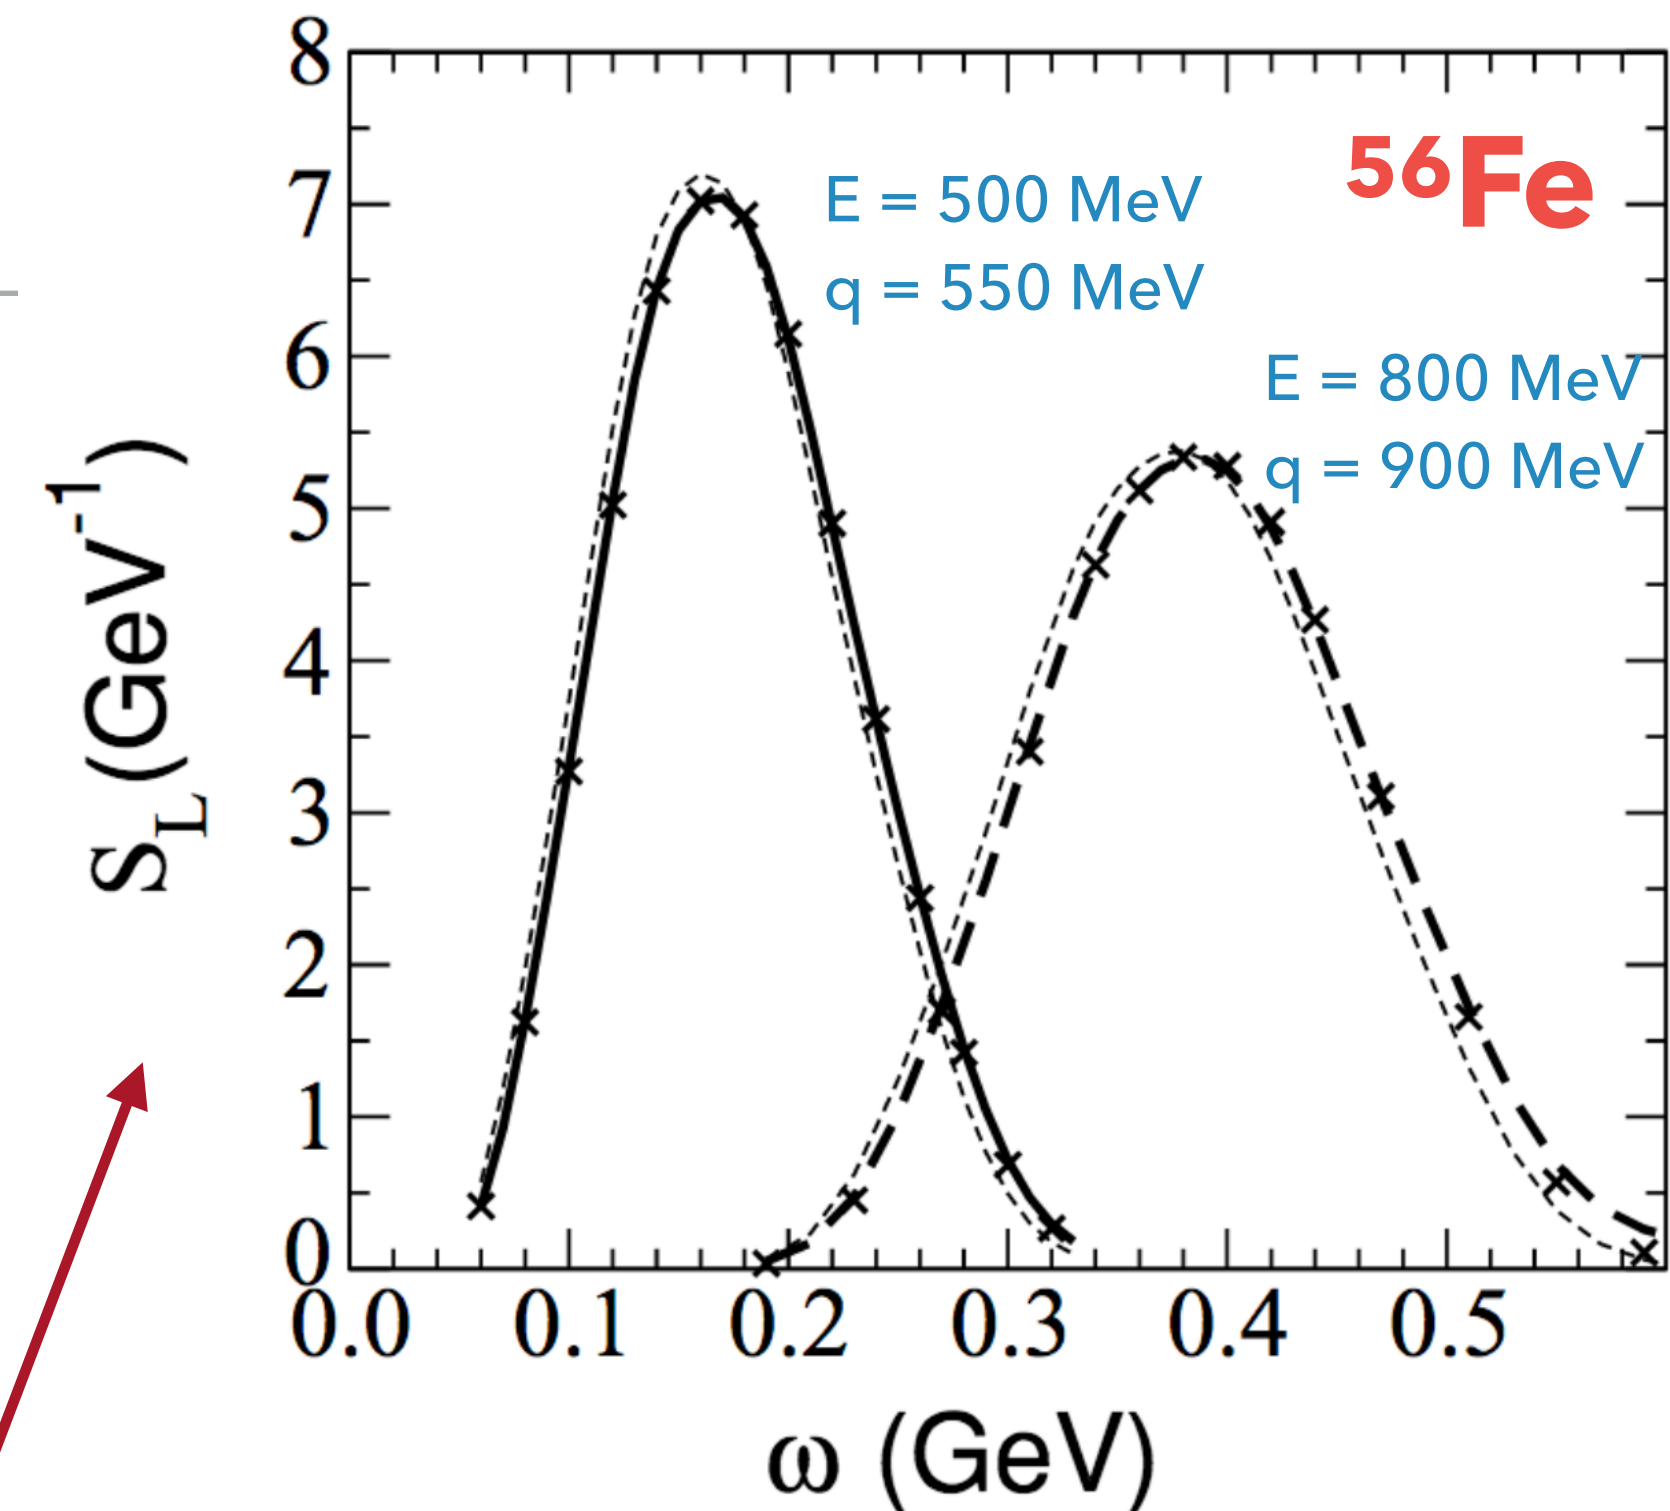 8
7
6
5
4
3
2
1
0
S_L (GeV⁻¹)
⁵⁶Fe
E = 500 MeV
q = 550 MeV
E = 800 MeV
q = 900 MeV
0.0 0.1 0.2 0.3 0.4 0.5
ω (GeV)